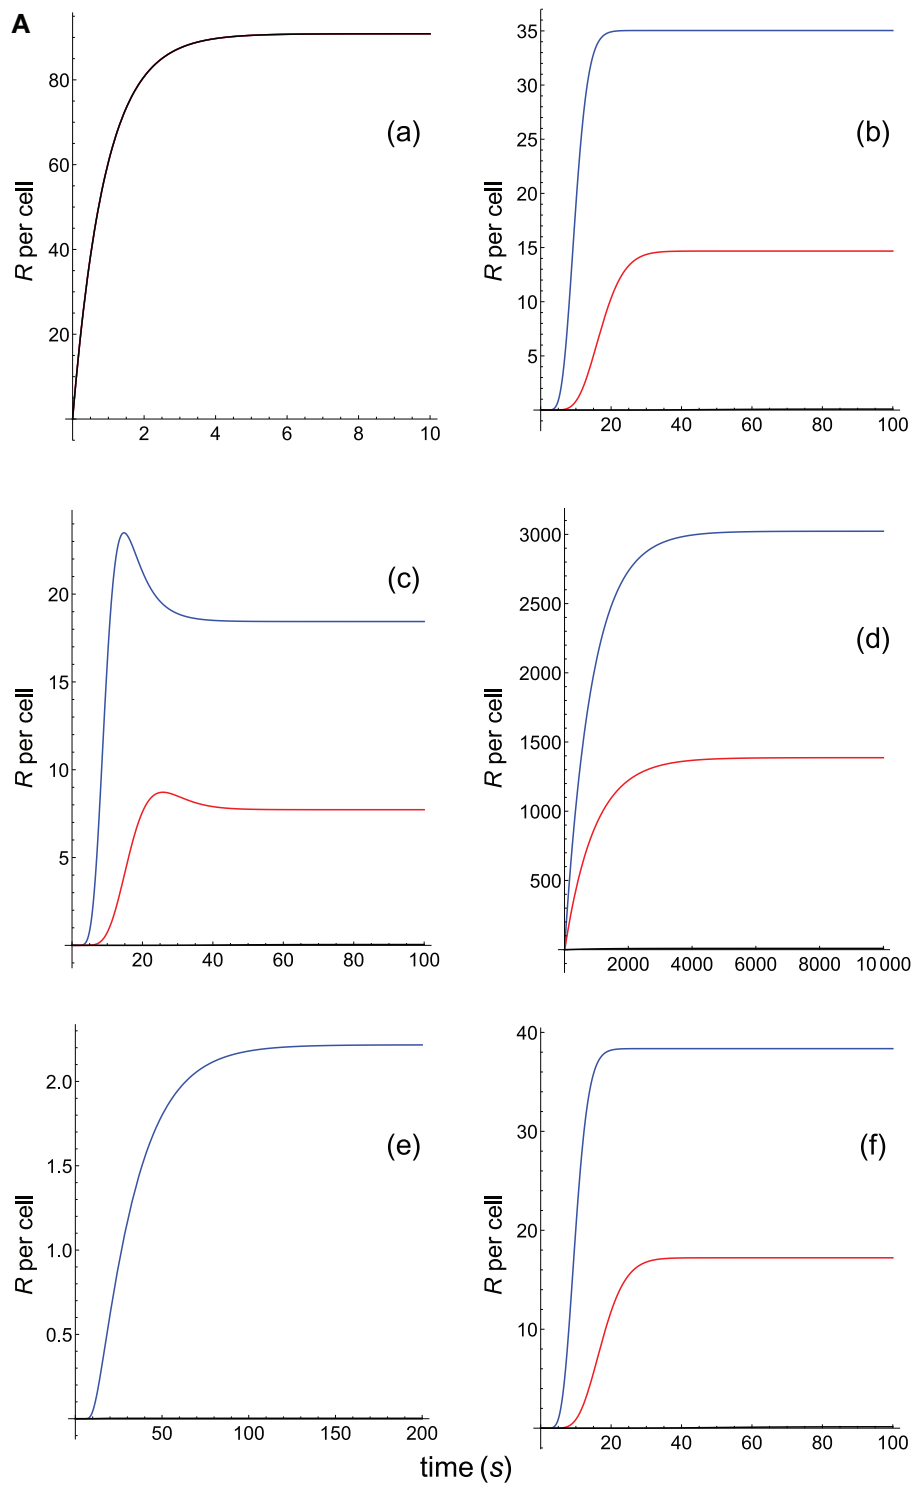 A
R per cell
(a)
80
60
40
20
2 4 6 8 10
R per cell
(b)
35
30
25
20
15
10
5
20 40 60 80 100
R per cell
(c)
20
15
10
5
20 40 60 80 100
R per cell
(d)
3000
2500
2000
1500
1000
500
2000 4000 6000 8000 10 000
R per cell
(e)
2.0
1.5
1.0
0.5
50 100 150 200
R per cell
(f)
40
30
20
10
20 40 60 80 100
time (s)